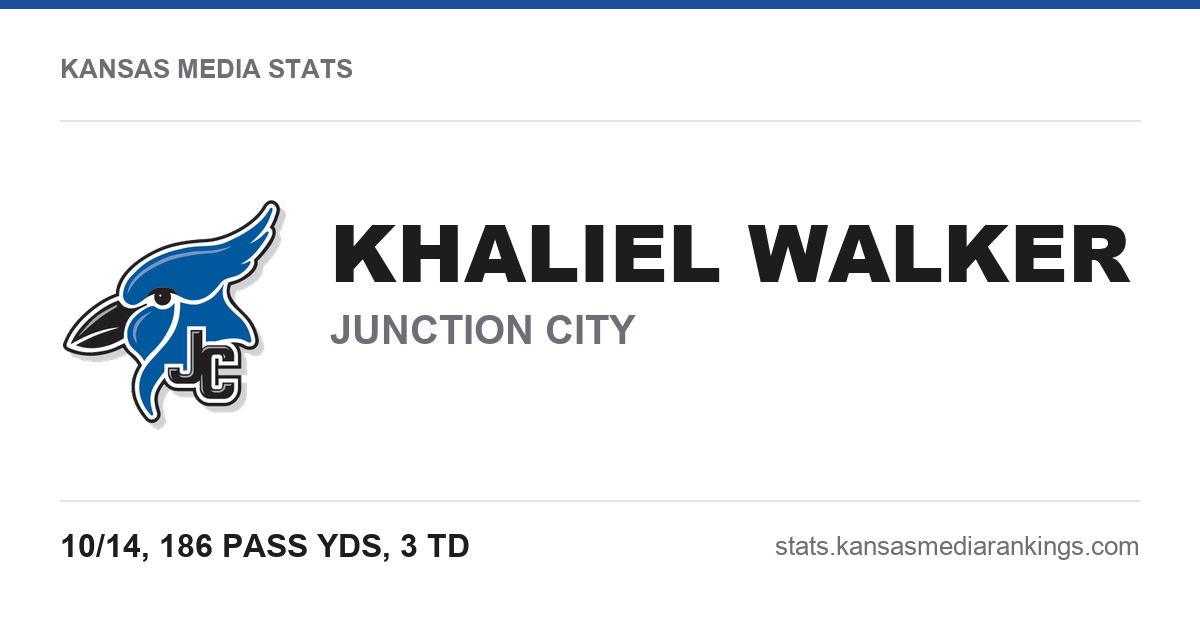 KANSAS MEDIA STATS
KHALIEL WALKER
JUNCTION CITY
JC
10/14, 186 PASS YDS, 3 TD
stats.kansasmediarankings.com